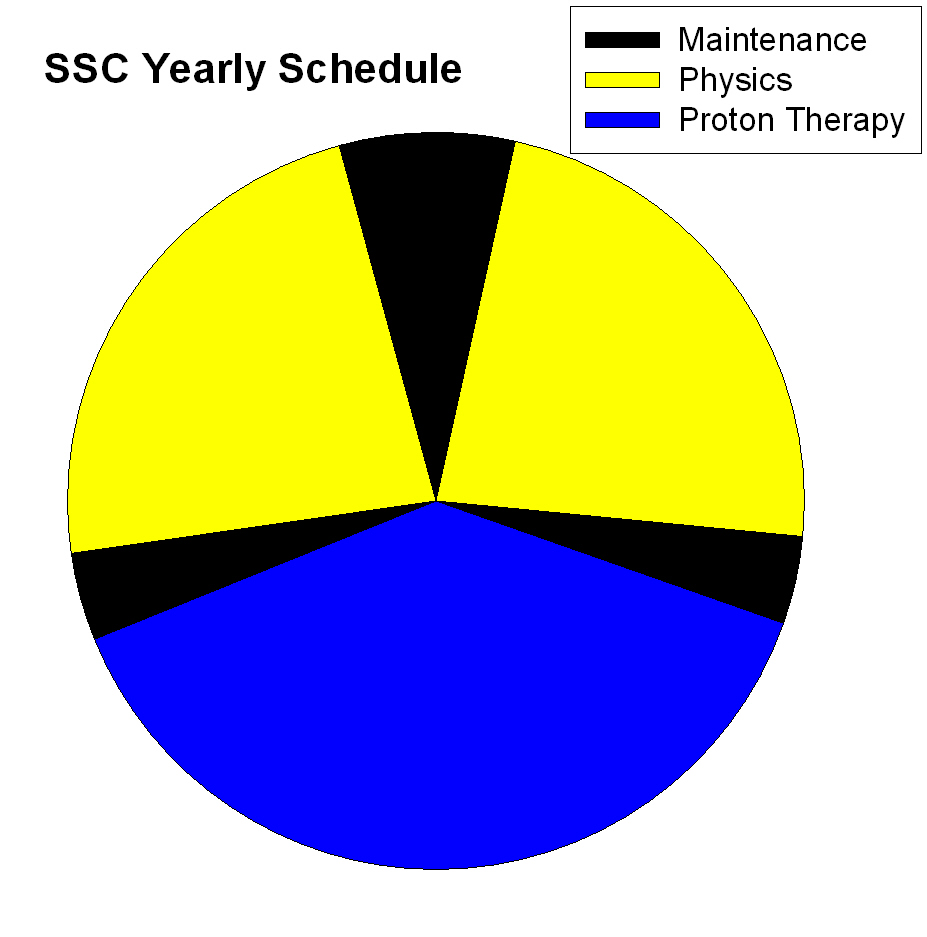 SSC Yearly Schedule
Maintenance
Physics
Proton Therapy